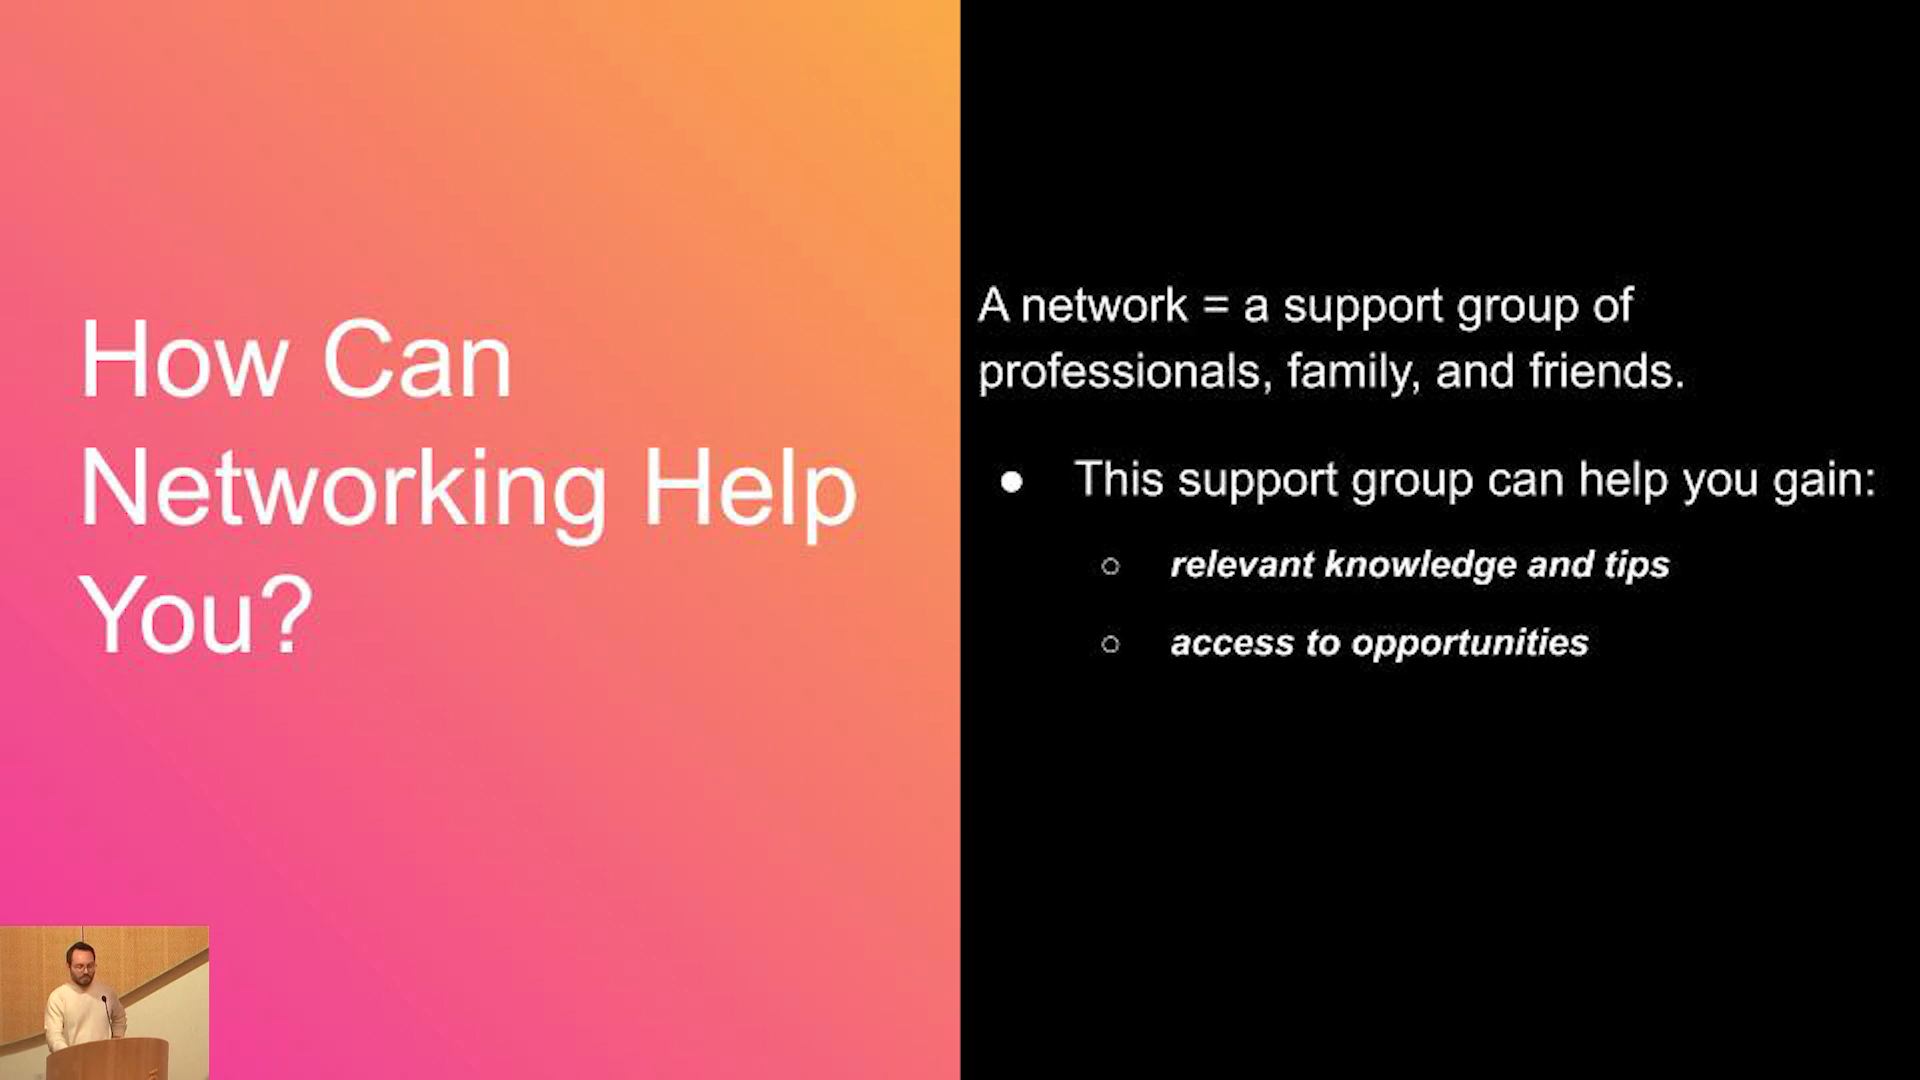 How Can
Networking Help
You?
A network = a support group of
professionals, family, and friends.
● This support group can help you gain:
○ relevant knowledge and tips
○ access to opportunities